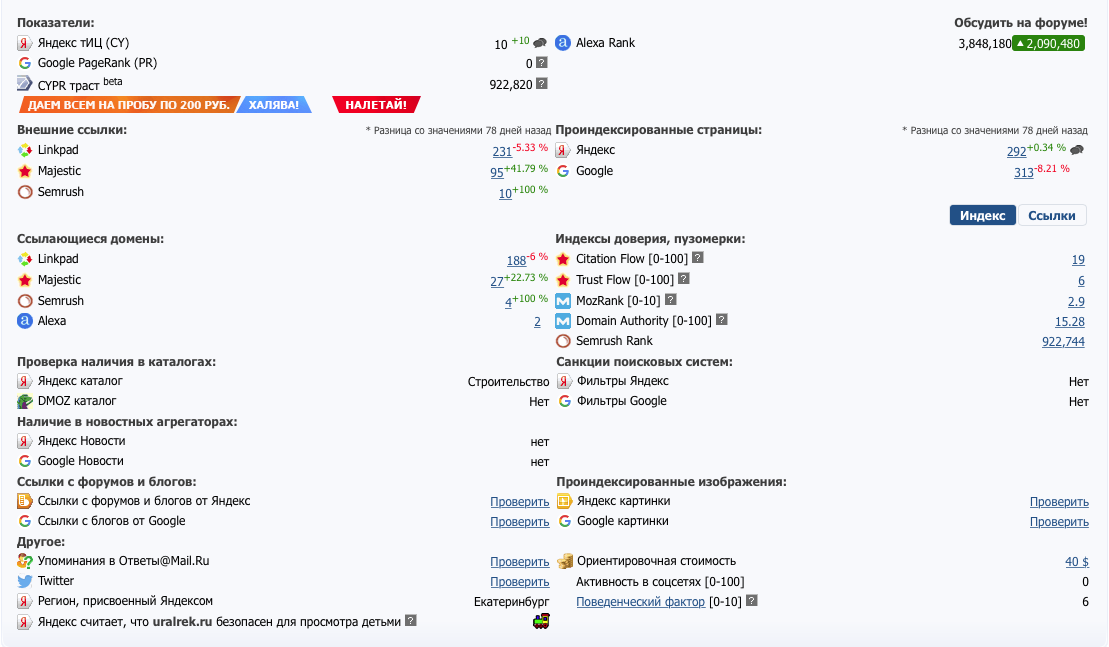 Показатели:
Обсудить на форуме!
Яндекс тИЦ (CY) 10 +10
Alexa Rank 3,848,180 ▲2,090,480
Google PageRank (PR) 0 ?
CYPR траст beta 922,820 ?
ДАЕМ ВСЕМ НА ПРОБУ ПО 200 РУБ. ХАЛЯВА! НАЛЕТАЙ!
Внешние ссылки: * Разница со значениями 78 дней назад
Проиндексированные страницы: * Разница со значениями 78 дней назад
Linkpad 231 -5.33 %
Яндекс 292 +0.34 %
Majestic 95 +41.79 %
Google 313 -8.21 %
Semrush 10 +100 %
Индекс Ссылки
Ссылающиеся домены:
Индексы доверия, пузомерки:
Linkpad 188 -6 %
Citation Flow [0-100] ? 19
Majestic 27 +22.73 %
Trust Flow [0-100] ? 6
Semrush 4 +100 %
MozRank [0-10] ? 2.9
Alexa 2
Domain Authority [0-100] ? 15.28
Semrush Rank 922,744
Проверка наличия в каталогах:
Санкции поисковых систем:
Яндекс каталог Строительство
Фильтры Яндекс Нет
DMOZ каталог Нет
Фильтры Google Нет
Наличие в новостных агрегаторах:
Яндекс Новости нет
Google Новости нет
Ссылки с форумов и блогов:
Проиндексированные изображения:
Ссылки с форумов и блогов от Яндекс Проверить
Яндекс картинки Проверить
Ссылки с блогов от Google Проверить
Google картинки Проверить
Другое:
Упоминания в Ответы@Mail.Ru Проверить
Ориентировочная стоимость 40 $
Twitter Проверить
Активность в соцсетях [0-100] 0
Регион, присвоенный Яндексом Екатеринбург
Поведенческий фактор [0-10] ? 6
Яндекс считает, что uralrek.ru безопасен для просмотра детьми ?